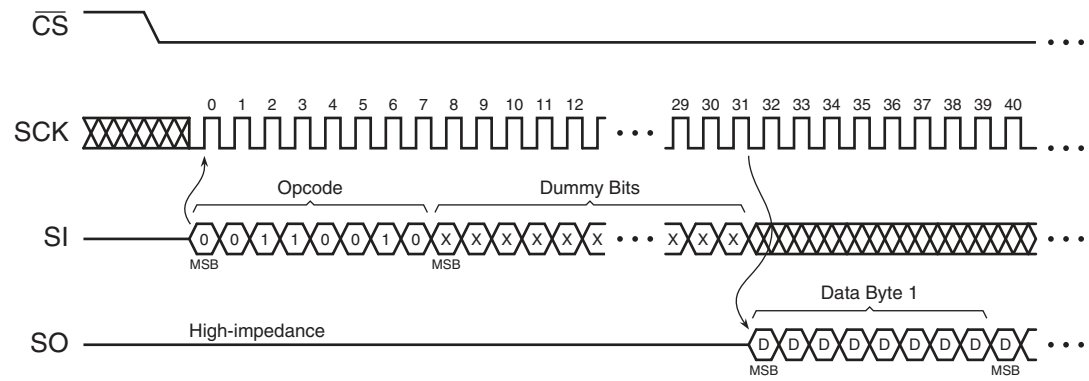 CS
0 1 2 3 4 5 6 7 8 9 10 11 12 29 30 31 32 33 34 35 36 37 38 39 40
SCK
Opcode Dummy Bits
SI 0 0 1 1 0 0 1 0 X X X X X X X X X
MSB MSB
Data Byte 1
High-impedance
SO D D D D D D D D D
MSB MSB